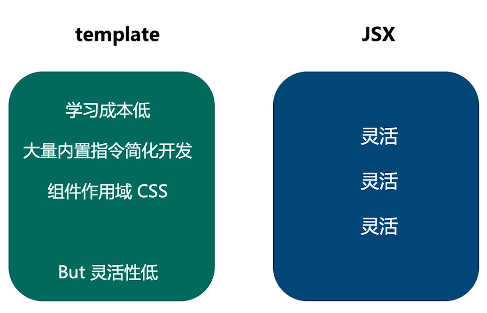 template
学习成本低
大量内置指令简化开发
组件作用域 CSS
But 灵活性低
JSX
灵活
灵活
灵活